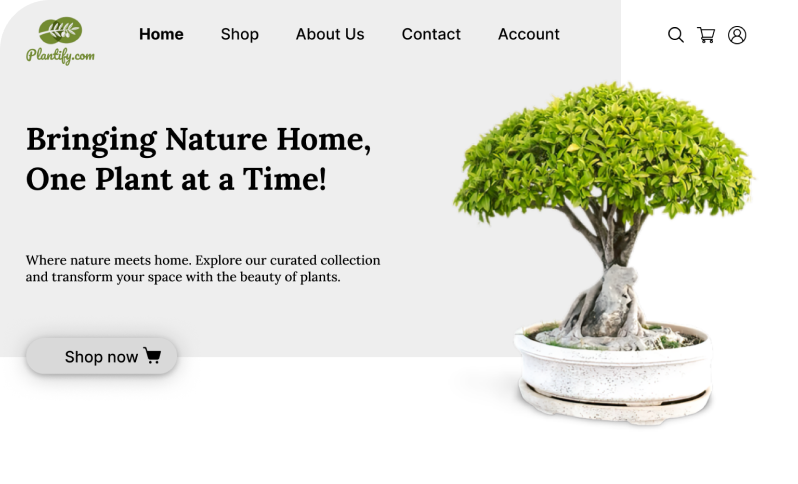 Plantify.com
Home
Shop
About Us
Contact
Account
Bringing Nature Home,
One Plant at a Time!
Where nature meets home. Explore our curated collection
and transform your space with the beauty of plants.
Shop now